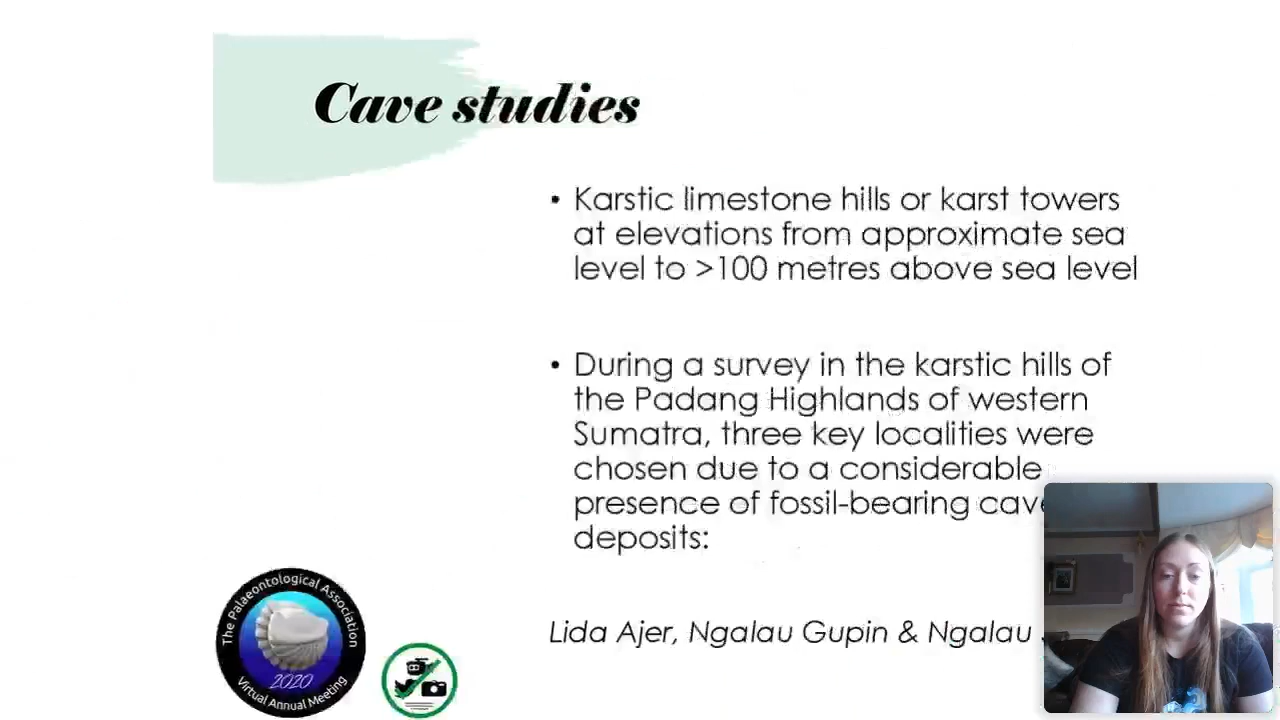 Cave studies
• Karstic limestone hills or karst towers
at elevations from approximate sea
level to >100 metres above sea level
• During a survey in the karstic hills of
the Padang Highlands of western
Sumatra, three key localities were
chosen due to a considerable
presence of fossil-bearing cave
deposits:
Lida Ajer, Ngalau Gupin & Ngalau
The Palaeontological Association
2020
Virtual Annual Meeting